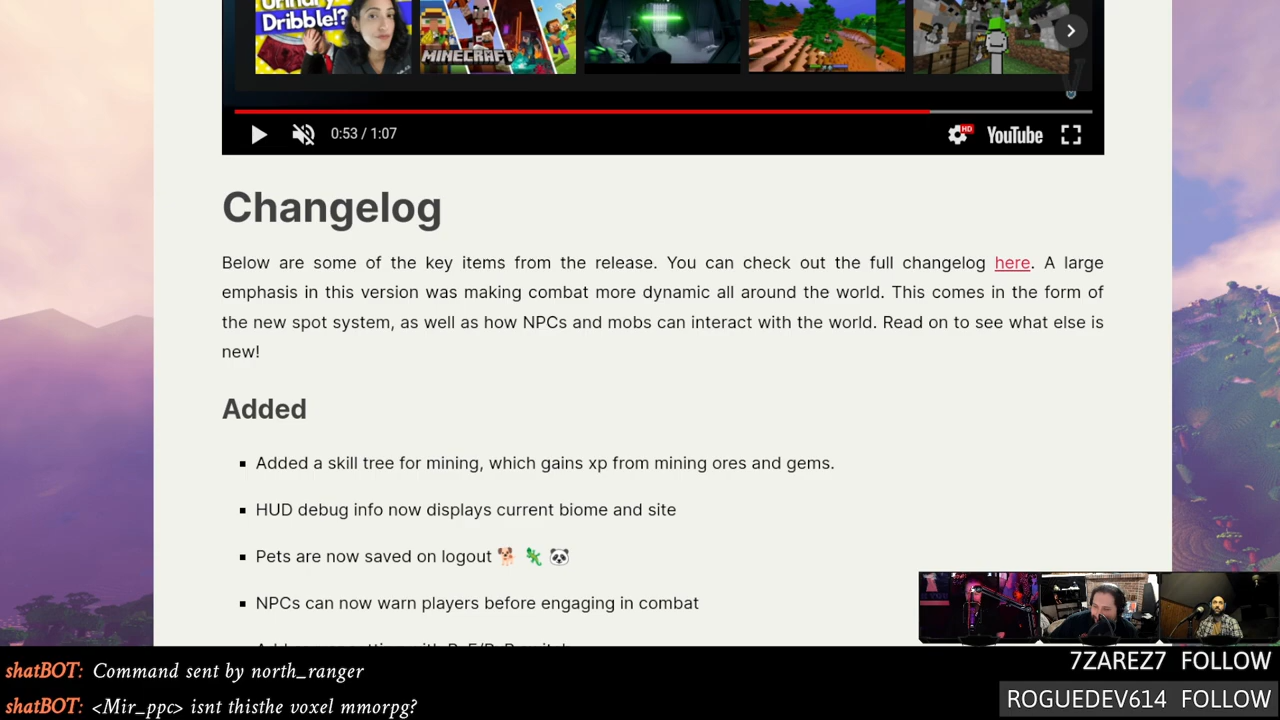 Urinary
Dribble!?
MINECRAFT
0:53 / 1:07
HD
YouTube
Changelog
Below are some of the key items from the release. You can check out the full changelog here. A large
emphasis in this version was making combat more dynamic all around the world. This comes in the form of
the new spot system, as well as how NPCs and mobs can interact with the world. Read on to see what else is
new!
Added
Added a skill tree for mining, which gains xp from mining ores and gems.
HUD debug info now displays current biome and site
Pets are now saved on logout 🐕 🦎 🐼
NPCs can now warn players before engaging in combat
shatBOT: Command sent by north_ranger
shatBOT: <Mir_ppc> isnt thisthe voxel mmorpg?
7ZAREZ7 FOLLOW
ROGUEDEV614 FOLLOW